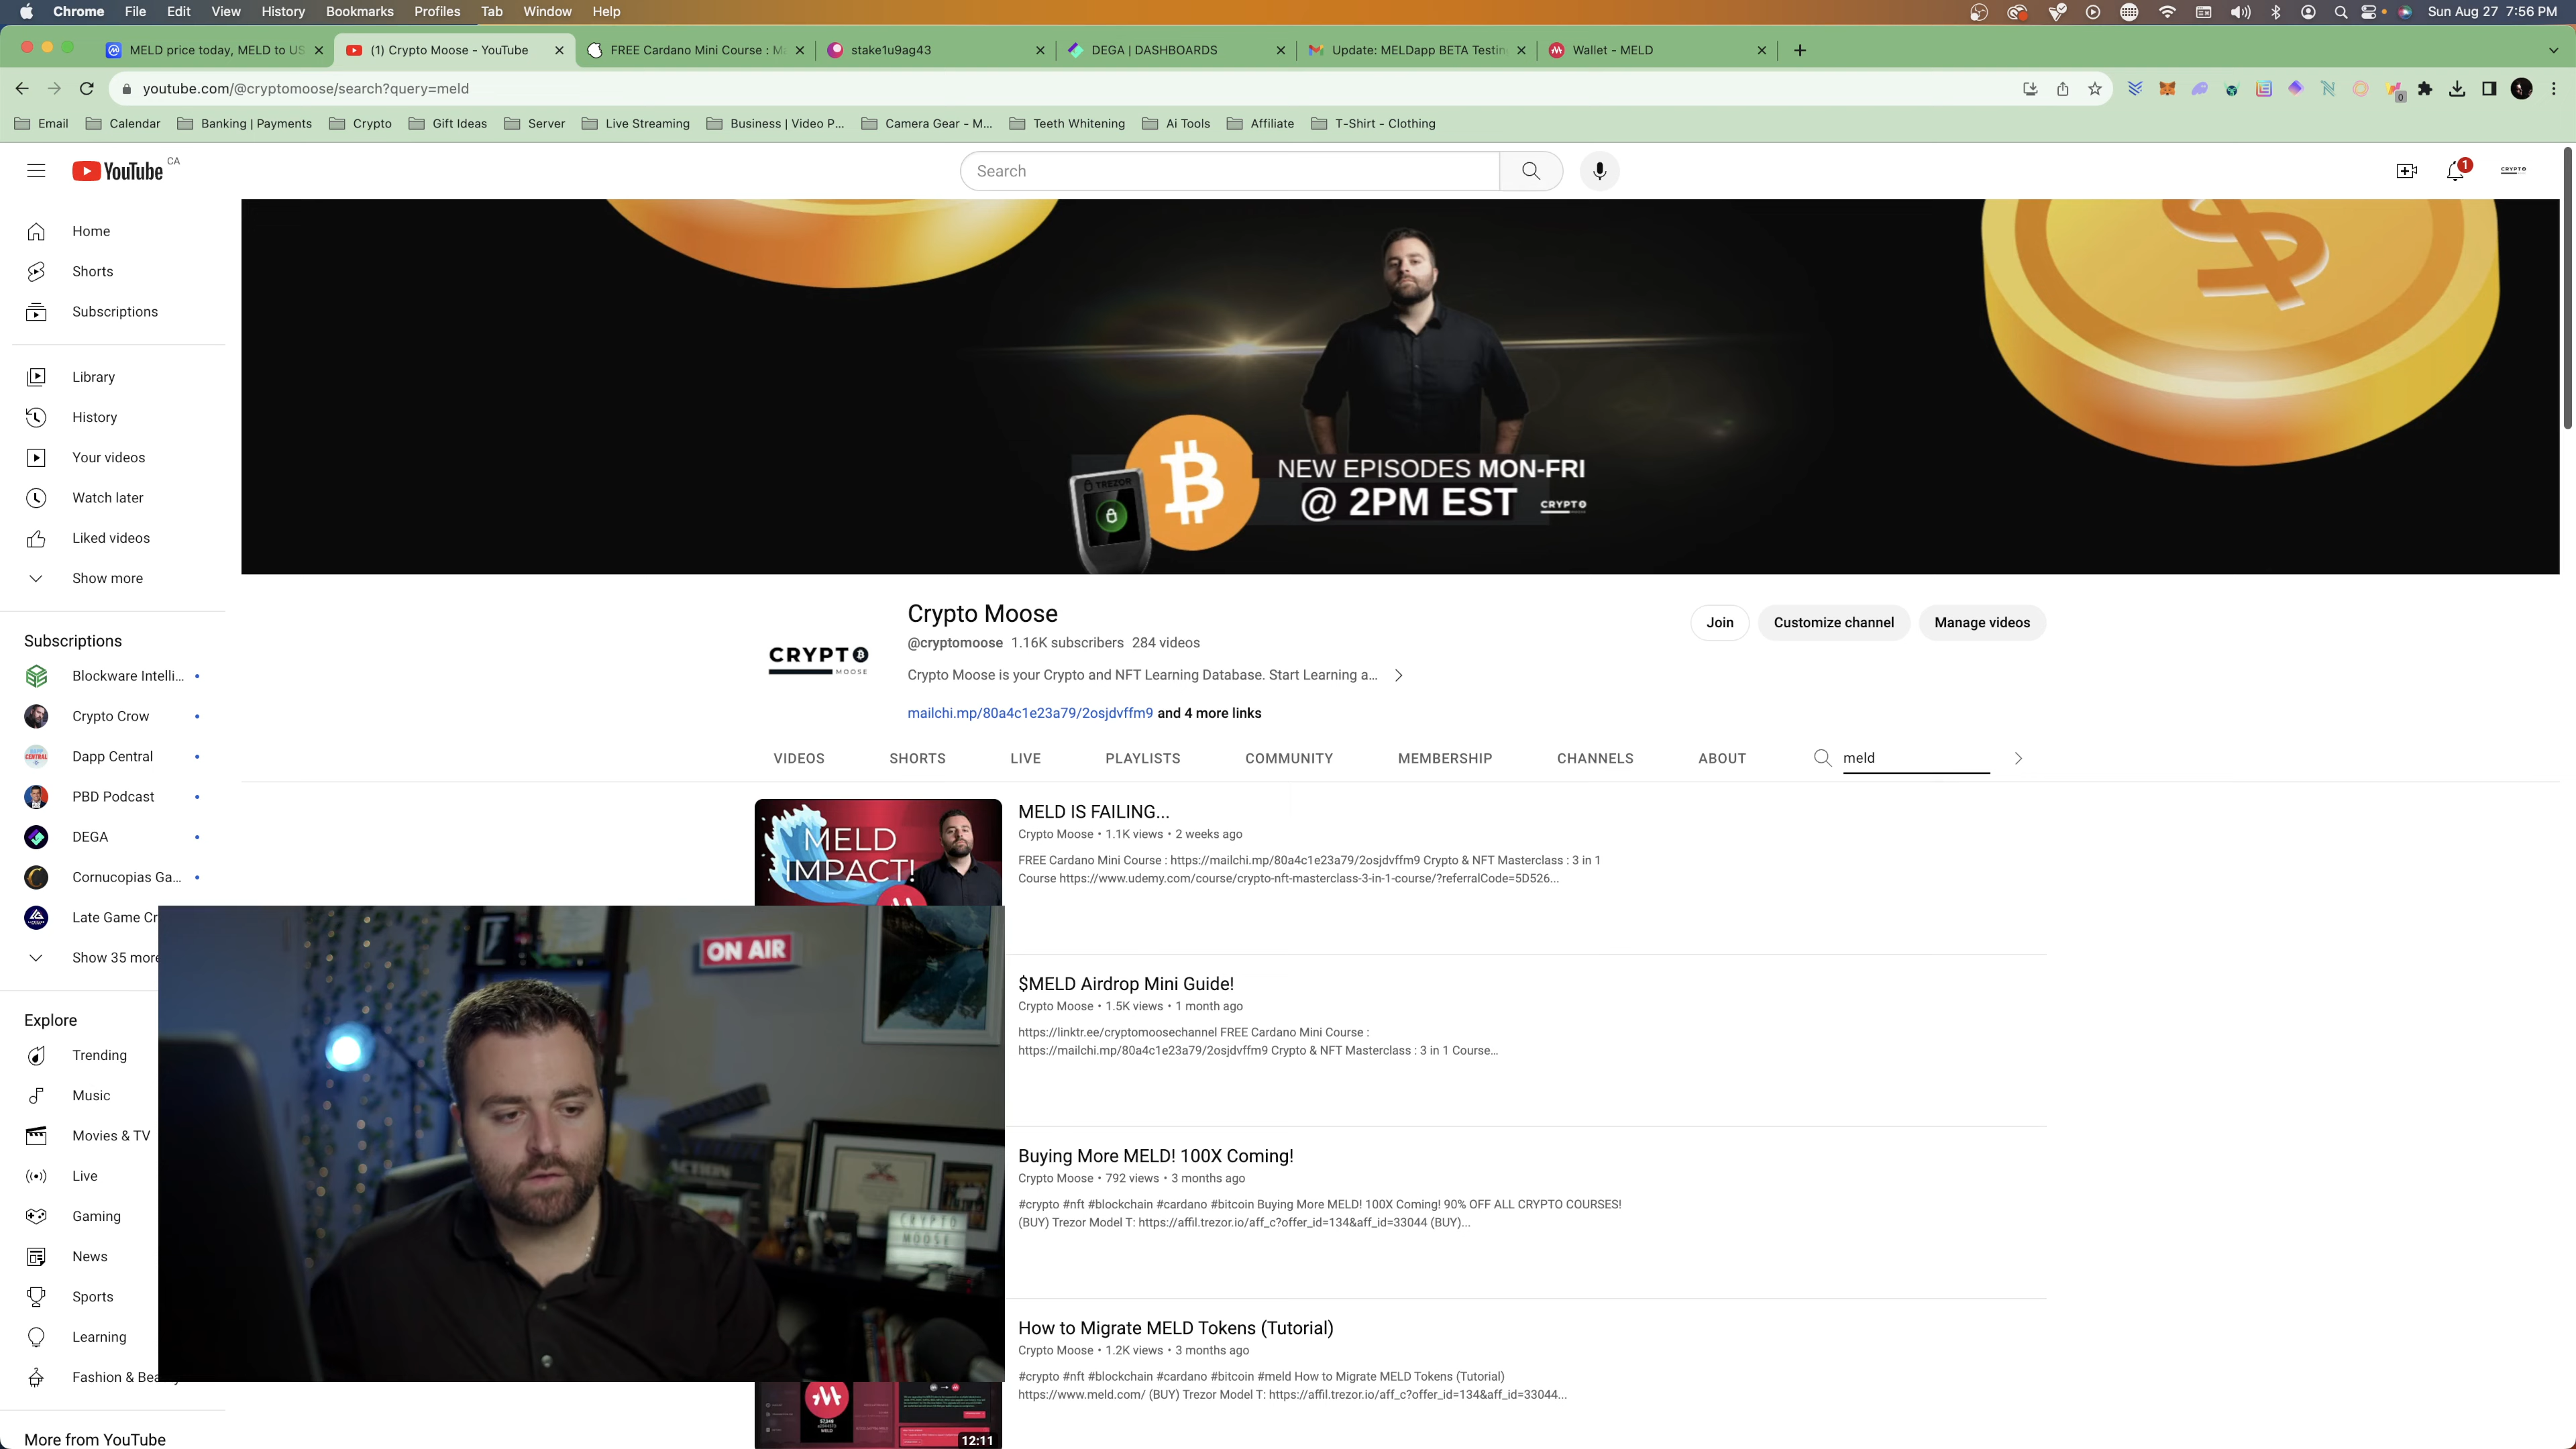 Chrome File Edit View History Bookmarks Profiles Tab Window Help
Sun Aug 27 7:56 PM
MELD price today, MELD to US
(1) Crypto Moose - YouTube
FREE Cardano Mini Course : Ma
stake1u9ag43
DEGA | DASHBOARDS
Update: MELDapp BETA Testin
Wallet - MELD
youtube.com/@cryptomoose/search?query=meld
0
Email Calendar Banking | Payments Crypto Gift Ideas Server Live Streaming Business | Video P... Camera Gear - M... Teeth Whitening Ai Tools Affiliate T-Shirt - Clothing
YouTube CA
Search
1
CRYPTO
Home
Shorts
Subscriptions
Library
History
Your videos
Watch later
Liked videos
Show more
Subscriptions
Blockware Intelli...
Crypto Crow
Dapp Central
PBD Podcast
DEGA
Cornucopias Ga...
Late Game Cr
Show 35 more
Explore
Trending
Music
Movies & TV
Live
Gaming
News
Sports
Learning
Fashion & Bea
More from YouTube
TREZOR
NEW EPISODES MON-FRI
@ 2PM EST
CRYPTO
CRYPTO
MOOSE
Crypto Moose
@cryptomoose 1.16K subscribers 284 videos
Crypto Moose is your Crypto and NFT Learning Database. Start Learning a...
mailchi.mp/80a4c1e23a79/2osjdvffm9 and 4 more links
Join
Customize channel
Manage videos
VIDEOS SHORTS LIVE PLAYLISTS COMMUNITY MEMBERSHIP CHANNELS ABOUT meld
MELD
IMPACT!
MELD IS FAILING...
Crypto Moose • 1.1K views • 2 weeks ago
FREE Cardano Mini Course : https://mailchi.mp/80a4c1e23a79/2osjdvffm9 Crypto & NFT Masterclass : 3 in 1
Course https://www.udemy.com/course/crypto-nft-masterclass-3-in-1-course/?referralCode=5D526...
$MELD Airdrop Mini Guide!
Crypto Moose • 1.5K views • 1 month ago
https://linktr.ee/cryptomoosechannel FREE Cardano Mini Course :
https://mailchi.mp/80a4c1e23a79/2osjdvffm9 Crypto & NFT Masterclass : 3 in 1 Course...
Buying More MELD! 100X Coming!
Crypto Moose • 792 views • 3 months ago
#crypto #nft #blockchain #cardano #bitcoin Buying More MELD! 100X Coming! 90% OFF ALL CRYPTO COURSES!
(BUY) Trezor Model T: https://affil.trezor.io/aff_c?offer_id=134&aff_id=33044 (BUY)...
How to Migrate MELD Tokens (Tutorial)
Crypto Moose • 1.2K views • 3 months ago
#crypto #nft #blockchain #cardano #bitcoin #meld How to Migrate MELD Tokens (Tutorial)
https://www.meld.com/ (BUY) Trezor Model T: https://affil.trezor.io/aff_c?offer_id=134&aff_id=33044...
12:11
ON AIR
ACTION
CRYPTO
MOOSE